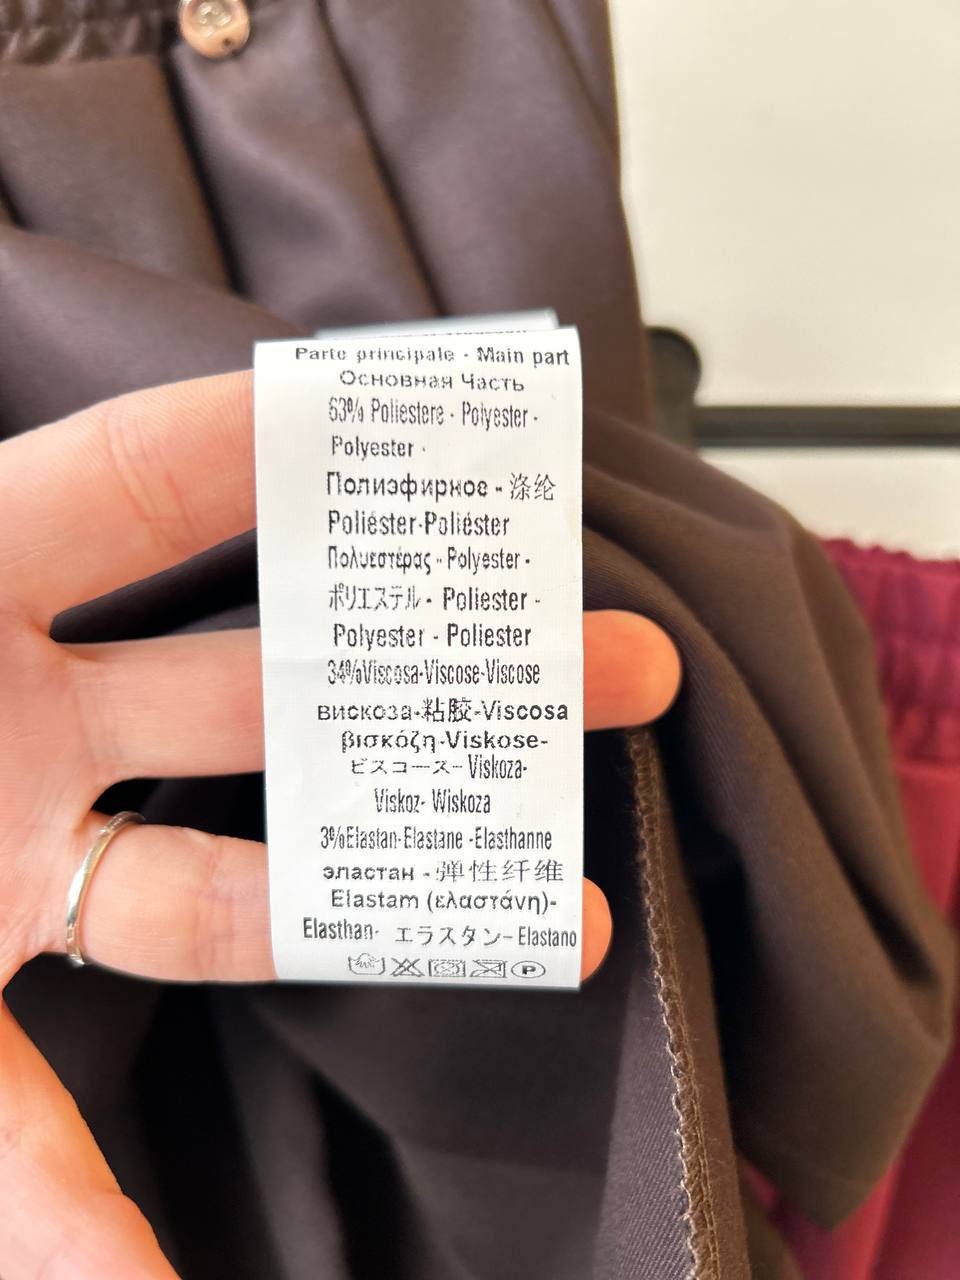 Parte principale - Main part
Основная Часть
63% Poliestere - Polyester -
Polyester -
Полиэфирное - 涤纶
Poliéster-Poliéster
Πολυεστέρας - Polyester -
ポリエステル - Poliester -
Polyester - Poliester
34%Viscosa-Viscose-Viscose
вискоза-粘胶-Viscosa
βισκόζη-Viskose-
ビスコース-Viskoza-
Viskoz- Wiskoza
3%Elastan-Elastane -Elasthanne
эластан - 弹性纤维
Elastam (ελαστάνη)-
Elasthan- エラスタン-Elastano
P